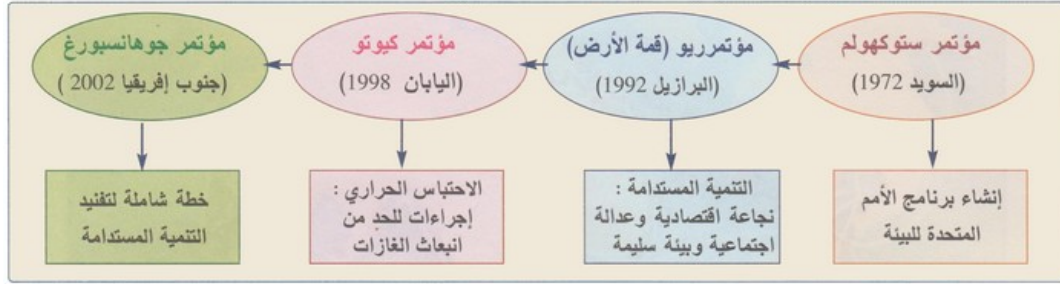 مؤتمر ستوكهولم
(السويد 1972)
مؤتمرريو (قمة الأرض)
(البرازيل 1992)
مؤتمر كيوتو
(اليابان 1998)
مؤتمر جوهانسبورغ
(جنوب إفريقيا 2002)
إنشاء برنامج الأمم
المتحدة للبيئة
التنمية المستدامة :
نجاعة اقتصادية وعدالة
اجتماعية وبيئة سليمة
الاحتباس الحراري :
إجراءات للحد من
انبعاث الغازات
خطة شاملة لتفنيد
التنمية المستدامة